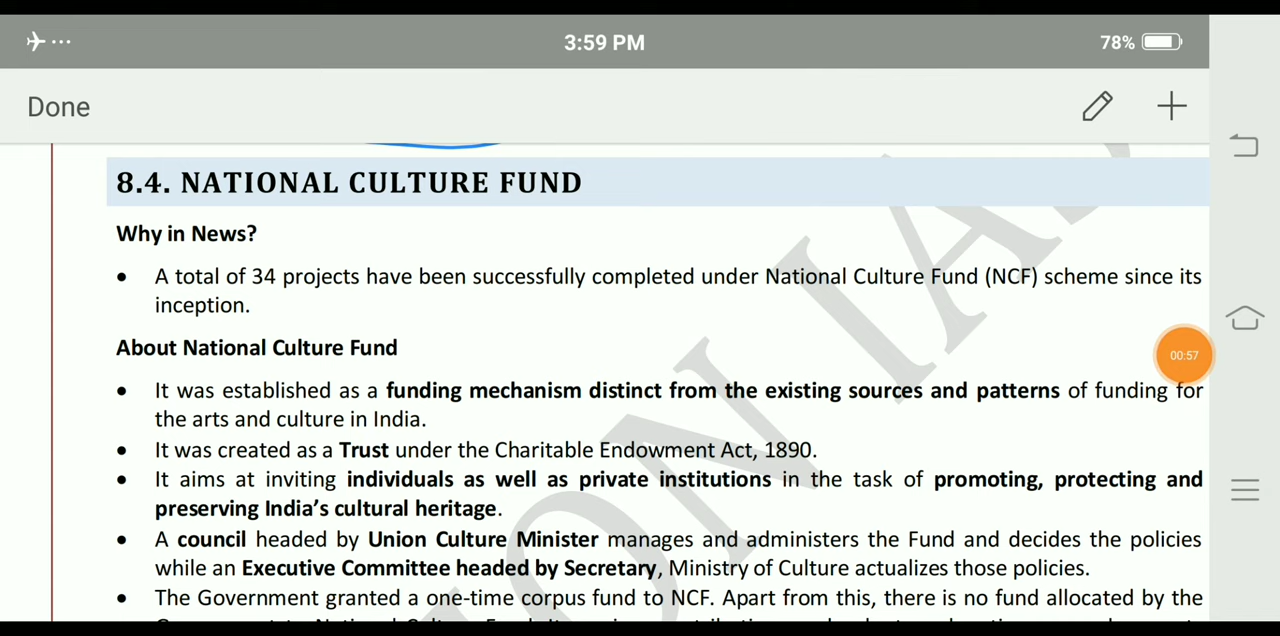 3:59 PM
78%
Done
8.4. NATIONAL CULTURE FUND
Why in News?
• A total of 34 projects have been successfully completed under National Culture Fund (NCF) scheme since its
inception.
About National Culture Fund
00:57
• It was established as a funding mechanism distinct from the existing sources and patterns of funding for
the arts and culture in India.
• It was created as a Trust under the Charitable Endowment Act, 1890.
• It aims at inviting individuals as well as private institutions in the task of promoting, protecting and
preserving India's cultural heritage.
• A council headed by Union Culture Minister manages and administers the Fund and decides the policies
while an Executive Committee headed by Secretary, Ministry of Culture actualizes those policies.
• The Government granted a one-time corpus fund to NCF. Apart from this, there is no fund allocated by the